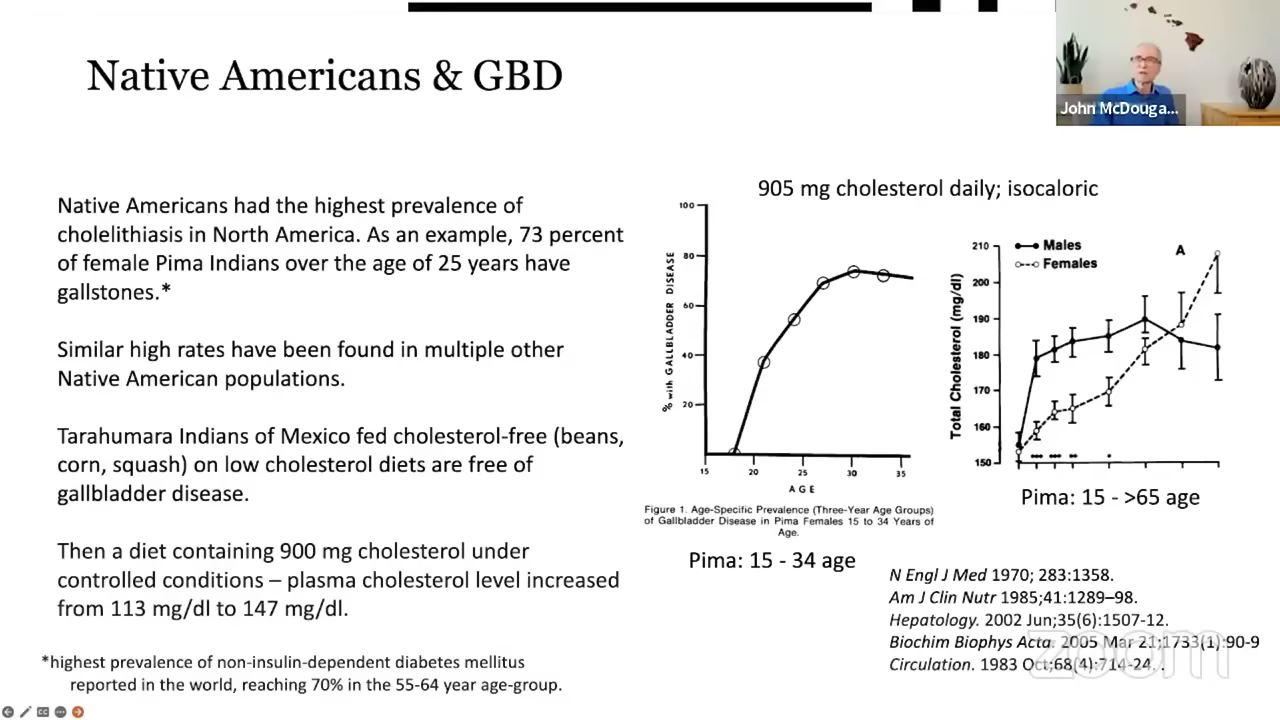 Native Americans & GBD
John McDouga...
Native Americans had the highest prevalence of
cholelithiasis in North America. As an example, 73 percent
of female Pima Indians over the age of 25 years have
gallstones.*
Similar high rates have been found in multiple other
Native American populations.
Tarahumara Indians of Mexico fed cholesterol-free (beans,
corn, squash) on low cholesterol diets are free of
gallbladder disease.
Then a diet containing 900 mg cholesterol under
controlled conditions – plasma cholesterol level increased
from 113 mg/dl to 147 mg/dl.
*highest prevalence of non-insulin-dependent diabetes mellitus
reported in the world, reaching 70% in the 55-64 year age-group.
905 mg cholesterol daily; isocaloric
% with GALLBLADDER DISEASE
100
80
60
40
20
15 20 25 30 35
AGE
Figure 1. Age-Specific Prevalence (Three-Year Age Groups)
of Gallbladder Disease in Pima Females 15 to 34 Years of
Age.
Pima: 15 - 34 age
Total Cholesterol (mg/dl)
210
200
190
180
170
160
150
Males
Females
A
Pima: 15 - >65 age
N Engl J Med 1970; 283:1358.
Am J Clin Nutr 1985;41:1289–98.
Hepatology. 2002 Jun;35(6):1507-12.
Biochim Biophys Acta. 2005 Mar 21;1733(1):90-9
Circulation. 1983 Oct;68(4):714-24. .
zoom
CC